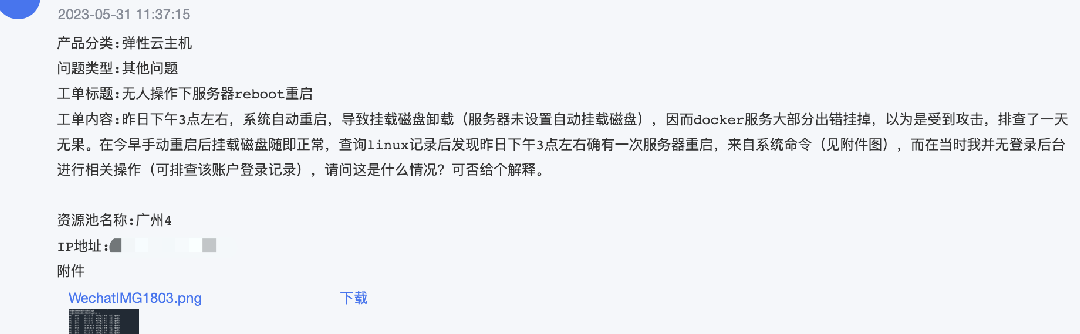 2023-05-31 11:37:15
产品分类:弹性云主机
问题类型:其他问题
工单标题:无人操作下服务器reboot重启
工单内容:昨日下午3点左右，系统自动重启，导致挂载磁盘卸载（服务器未设置自动挂载磁盘），因而docker服务大部分出错挂掉，以为是受到攻击，排查了一天
无果。在今早手动重启后挂载磁盘随即正常，查询linux记录后发现昨日下午3点左右确有一次服务器重启，来自系统命令（见附件图），而在当时我并无登录后台
进行相关操作（可排查该账户登录记录），请问这是什么情况？可否给个解释。
资源池名称:广州4
IP地址:
附件
WechatIMG1803.png 下载